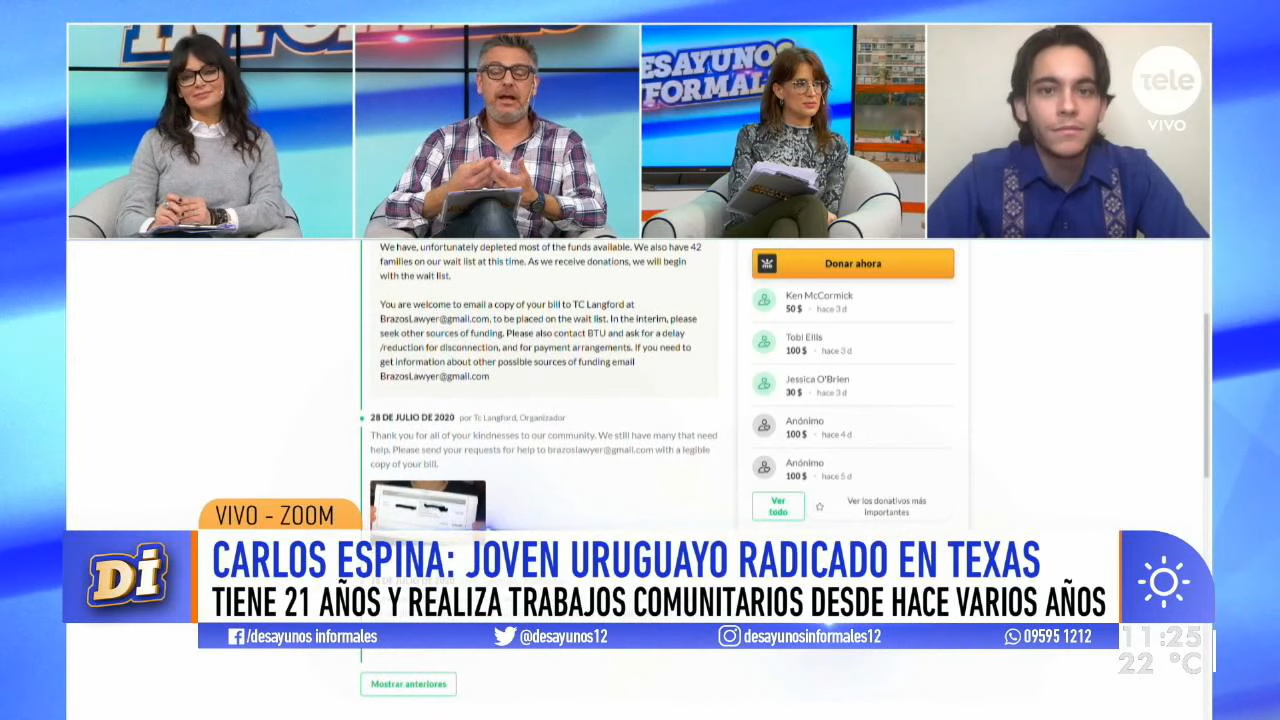 INFORMALES
DESAYUNOS
INFORMAL
tele
VIVO
We have, unfortunately depleted most of the funds available. We also have 42
families on our wait list at this time. As we receive donations, we will begin
with the wait list.
You are welcome to email a copy of your bill to TC Langford at
BrazosLawyer@gmail.com, to be placed on the wait list. In the interim, please
seek other sources of funding. Please also contact BTU and ask for a delay
/reduction for disconnection, and for payment arrangements. If you need to
get information about other possible sources of funding email
BrazosLawyer@gmail.com
28 DE JULIO DE 2020 por Tc Langford, Organizador
Thank you for all of your kindnesses to our community. We still have many that need
help. Please send your requests for help to brazoslawyer@gmail.com with a legible
copy of your bill.
Donar ahora
Ken McCormick
50 $ · hace 3 d
Tobi Ellis
100 $ · hace 3 d
Jessica O'Brien
30 $ · hace 3 d
Anónimo
100 $ · hace 4 d
Anónimo
100 $ · hace 5 d
Ver
todo
Ver los donativos más
importantes
VIVO - ZOOM
Di
CARLOS ESPINA: JOVEN URUGUAYO RADICADO EN TEXAS
TIENE 21 AÑOS Y REALIZA TRABAJOS COMUNITARIOS DESDE HACE VARIOS AÑOS
/desayunos informales
@desayunos12
desayunosinformales12
09595 1212
11:25
22 °C
Mostrar anteriores